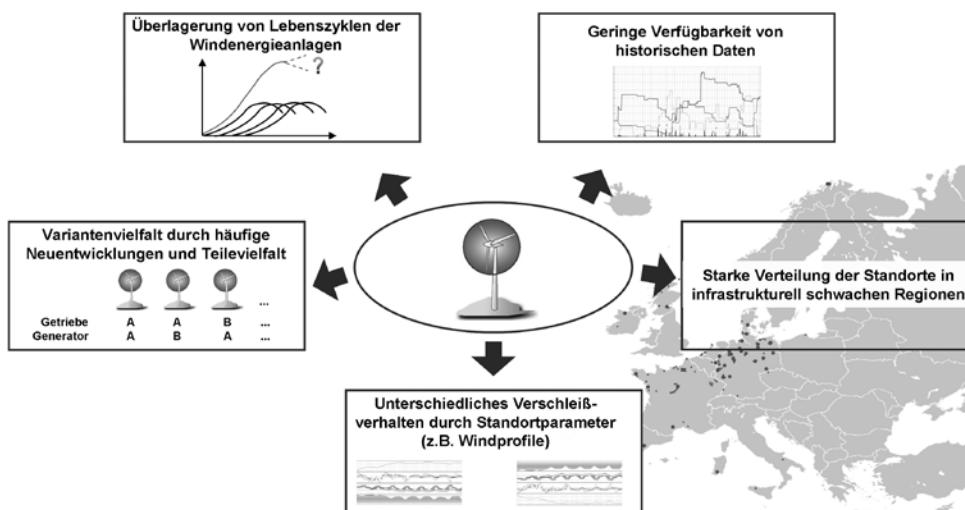 Überlagerung von Lebenszyklen der
Windenergieanlagen
?
Geringe Verfügbarkeit von
historischen Daten
Variantenvielfalt durch häufige
Neuentwicklungen und Teilevielfalt
...
Getriebe A A B ...
Generator A B A ...
Starke Verteilung der Standorte in
infrastrukturell schwachen Regionen
Unterschiedliches Verschleiß-
verhalten durch Standortparameter
(z.B. Windprofile)